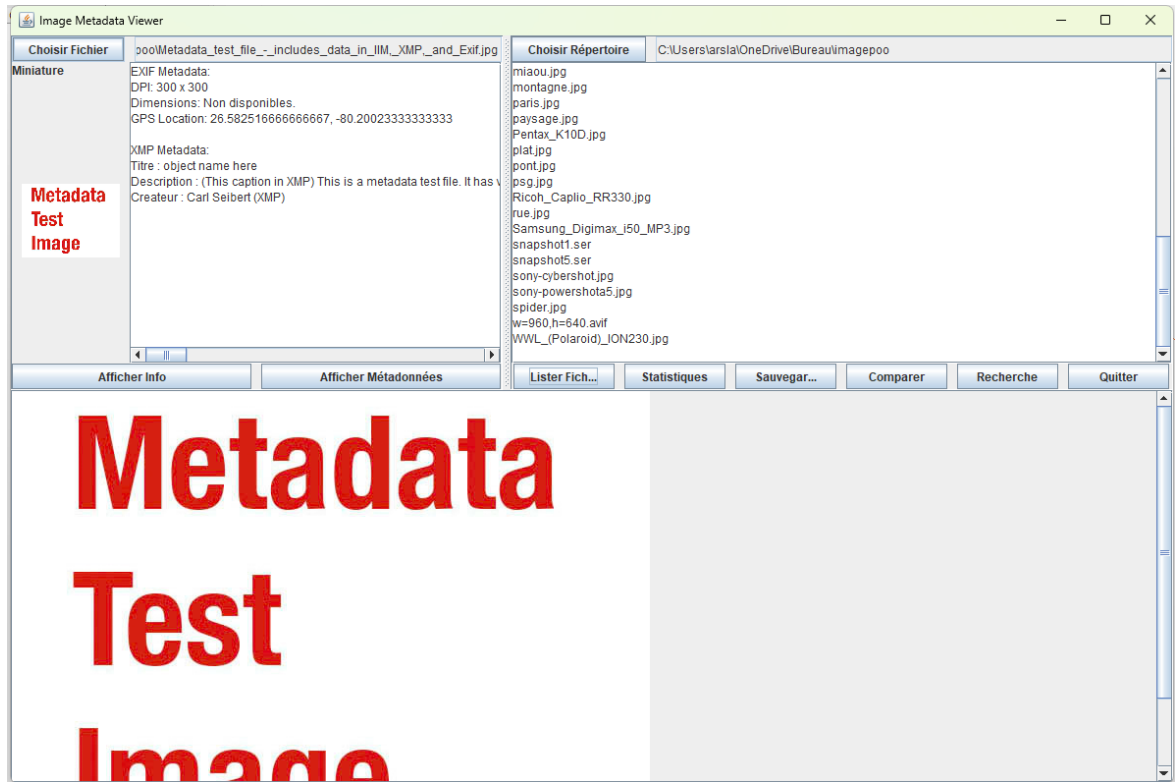 Image Metadata Viewer
Choisir Fichier
poo\Metadata_test_file_-_includes_data_in_IIM,_XMP,_and_Exif.jpg
Choisir Répertoire
C:\Users\arsla\OneDrive\Bureau\imagepoo
Miniature
Metadata
Test
Image
EXIF Metadata:
DPI: 300 x 300
Dimensions: Non disponibles.
GPS Location: 26.582516666666667, -80.20023333333333
XMP Metadata:
Titre : object name here
Description : (This caption in XMP) This is a metadata test file. It has v
Createur : Carl Seibert (XMP)
miaou.jpg
montagne.jpg
paris.jpg
paysage.jpg
Pentax_K10D.jpg
plat.jpg
pont.jpg
psg.jpg
Ricoh_Caplio_RR330.jpg
rue.jpg
Samsung_Digimax_i50_MP3.jpg
snapshot1.ser
snapshot5.ser
sony-cybershot.jpg
sony-powershota5.jpg
spider.jpg
w=960,h=640.avif
WWL_(Polaroid)_ION230.jpg
Afficher Info
Afficher Métadonnées
Lister Fich...
Statistiques
Sauvegar...
Comparer
Recherche
Quitter
Metadata
Test
Image